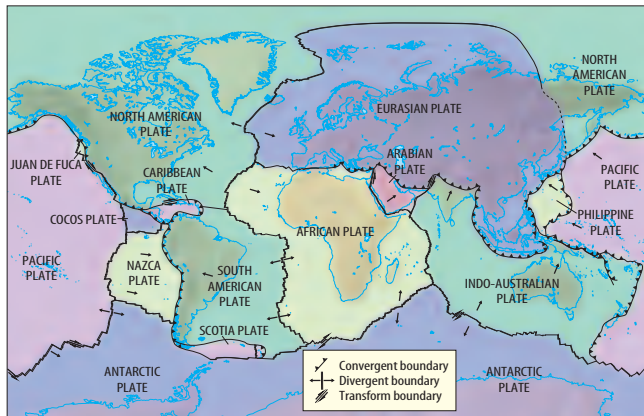 NORTH
AMERICAN
PLATE
EURASIAN PLATE
NORTH AMERICAN
PLATE
JUAN DE FUCA
PLATE
CARIBBEAN
PLATE
ARABIAN
PLATE
PACIFIC
PLATE
COCOS PLATE
PHILIPPINE
PLATE
AFRICAN PLATE
PACIFIC
PLATE
NAZCA
PLATE
SOUTH
AMERICAN
PLATE
INDO-AUSTRALIAN
PLATE
SCOTIA PLATE
ANTARCTIC
PLATE
Convergent boundary
Divergent boundary
Transform boundary
ANTARCTIC
PLATE